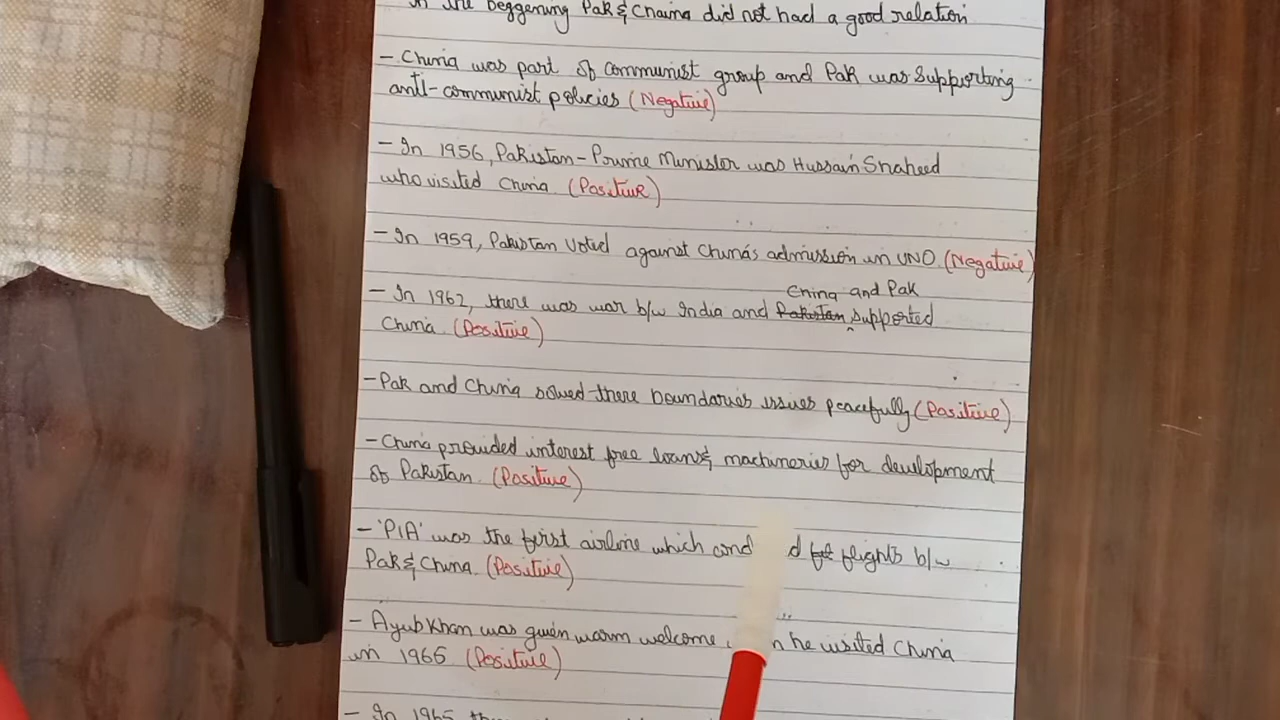 In the beggening Pak & Chaina did not had a good relation
- China was part of communist group and Pak was supporting
anti-communist policies (Negative)
- In 1956, Pakistan-Prime Minister was Hussain Shaheed
who visited China (Positive)
- In 1959, Pakistan Voted against China's admission in UNO (Negative)
China and Pak
- In 1962, there was war b/w India and Pakistan supported
China (Positive)
- Pak and China solved there boundaries issues peacefully (Positive)
- China provided interest free loans & machineries for development
of Pakistan. (Positive)
- 'PIA' was the first airline which flights b/w
Pak & China. (Positive)
- Ayub Khan was given warm welcome he visited China
in 1965 (Positive)
- In 1965